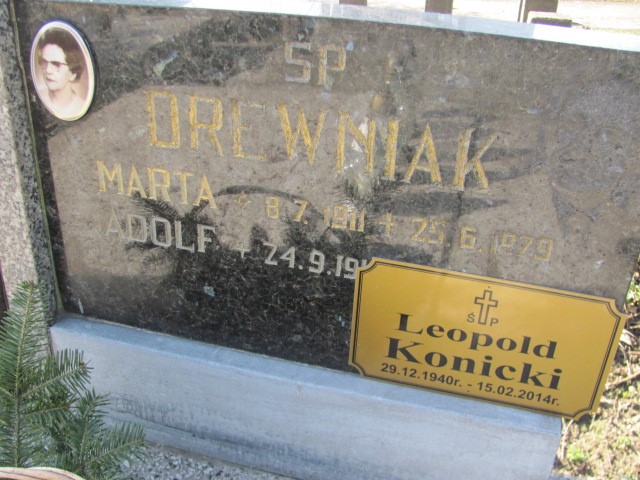 SP
DREWNIAK
MARTA * 8.7.1911 + 25.6.1979
ADOLF + 24.9.19
Ś P
Leopold
Konicki
29.12.1940r. - 15.02.2014r.